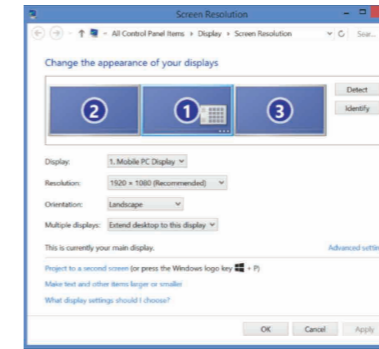 Screen Resolution
« All Control Panel Items › Display › Screen Resolution
Change the appearance of your displays
2
1
3
Detect
Identify
Display: 1. Mobile PC Display
Resolution: 1920 × 1080 (Recommended)
Orientation: Landscape
Multiple displays: Extend desktop to this display
This is currently your main display.
Advanced settin
Project to a second screen (or press the Windows logo key + P)
Make text and other items larger or smaller
What display settings should I choose?
OK Cancel Apply